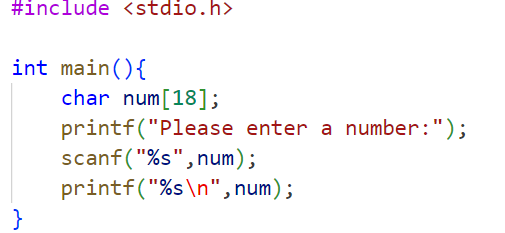 #include <stdio.h>
int main(){
char num[18];
printf("Please enter a number:");
scanf("%s",num);
printf("%s\n",num);
}